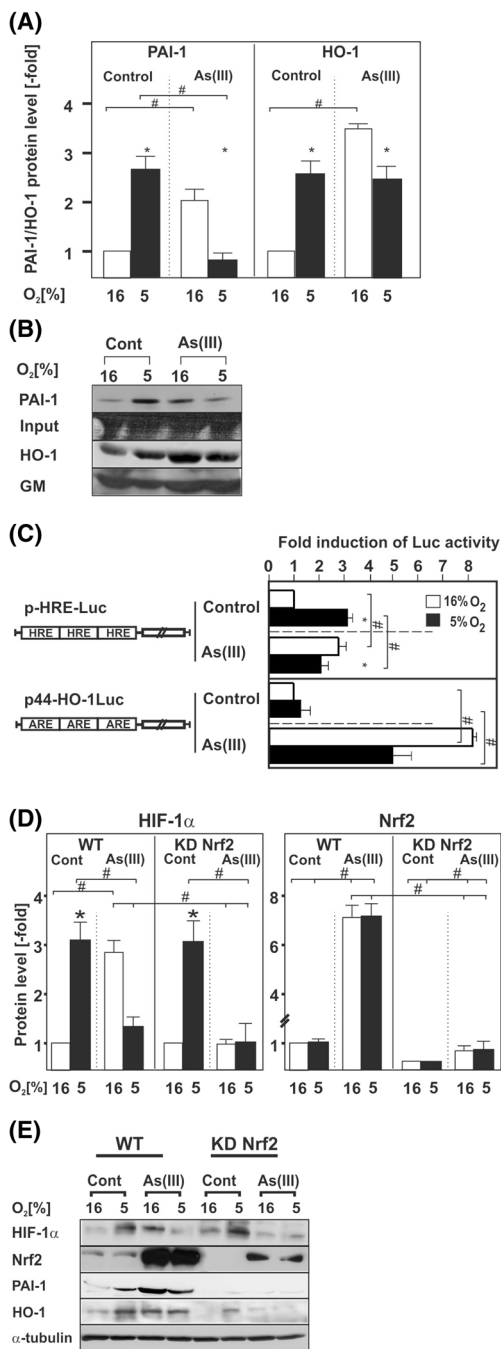 (A)
PAI-1 HO-1
Control As(III) Control As(III)
PAI-1/HO-1 protein level [-fold]
4
3
2
1
# # #
* * * *
O2[%] 16 5 16 5 16 5 16 5
(B)
Cont As(III)
O2[%] 16 5 16 5
PAI-1
Input
HO-1
GM
(C)
Fold induction of Luc activity
0 1 2 3 4 5 6 7 8
p-HRE-Luc
HRE HRE HRE
Control
As(III)
16% O2
5% O2
* #
* #
p44-HO-1Luc
ARE ARE ARE
Control
As(III)
# #
(D)
HIF-1α Nrf2
WT KD Nrf2 WT KD Nrf2
Cont As(III) Cont As(III) Cont As(III) Cont As(III)
Protein level [-fold]
4
3
2
1
8
6
4
1
# # # # # # #
* *
O2[%] 16 5 16 5 16 5 16 5 16 5 16 5 16 5 16 5
(E)
WT KD Nrf2
Cont As(III) Cont As(III)
O2[%] 16 5 16 5 16 5 16 5
HIF-1α
Nrf2
PAI-1
HO-1
α-tubulin